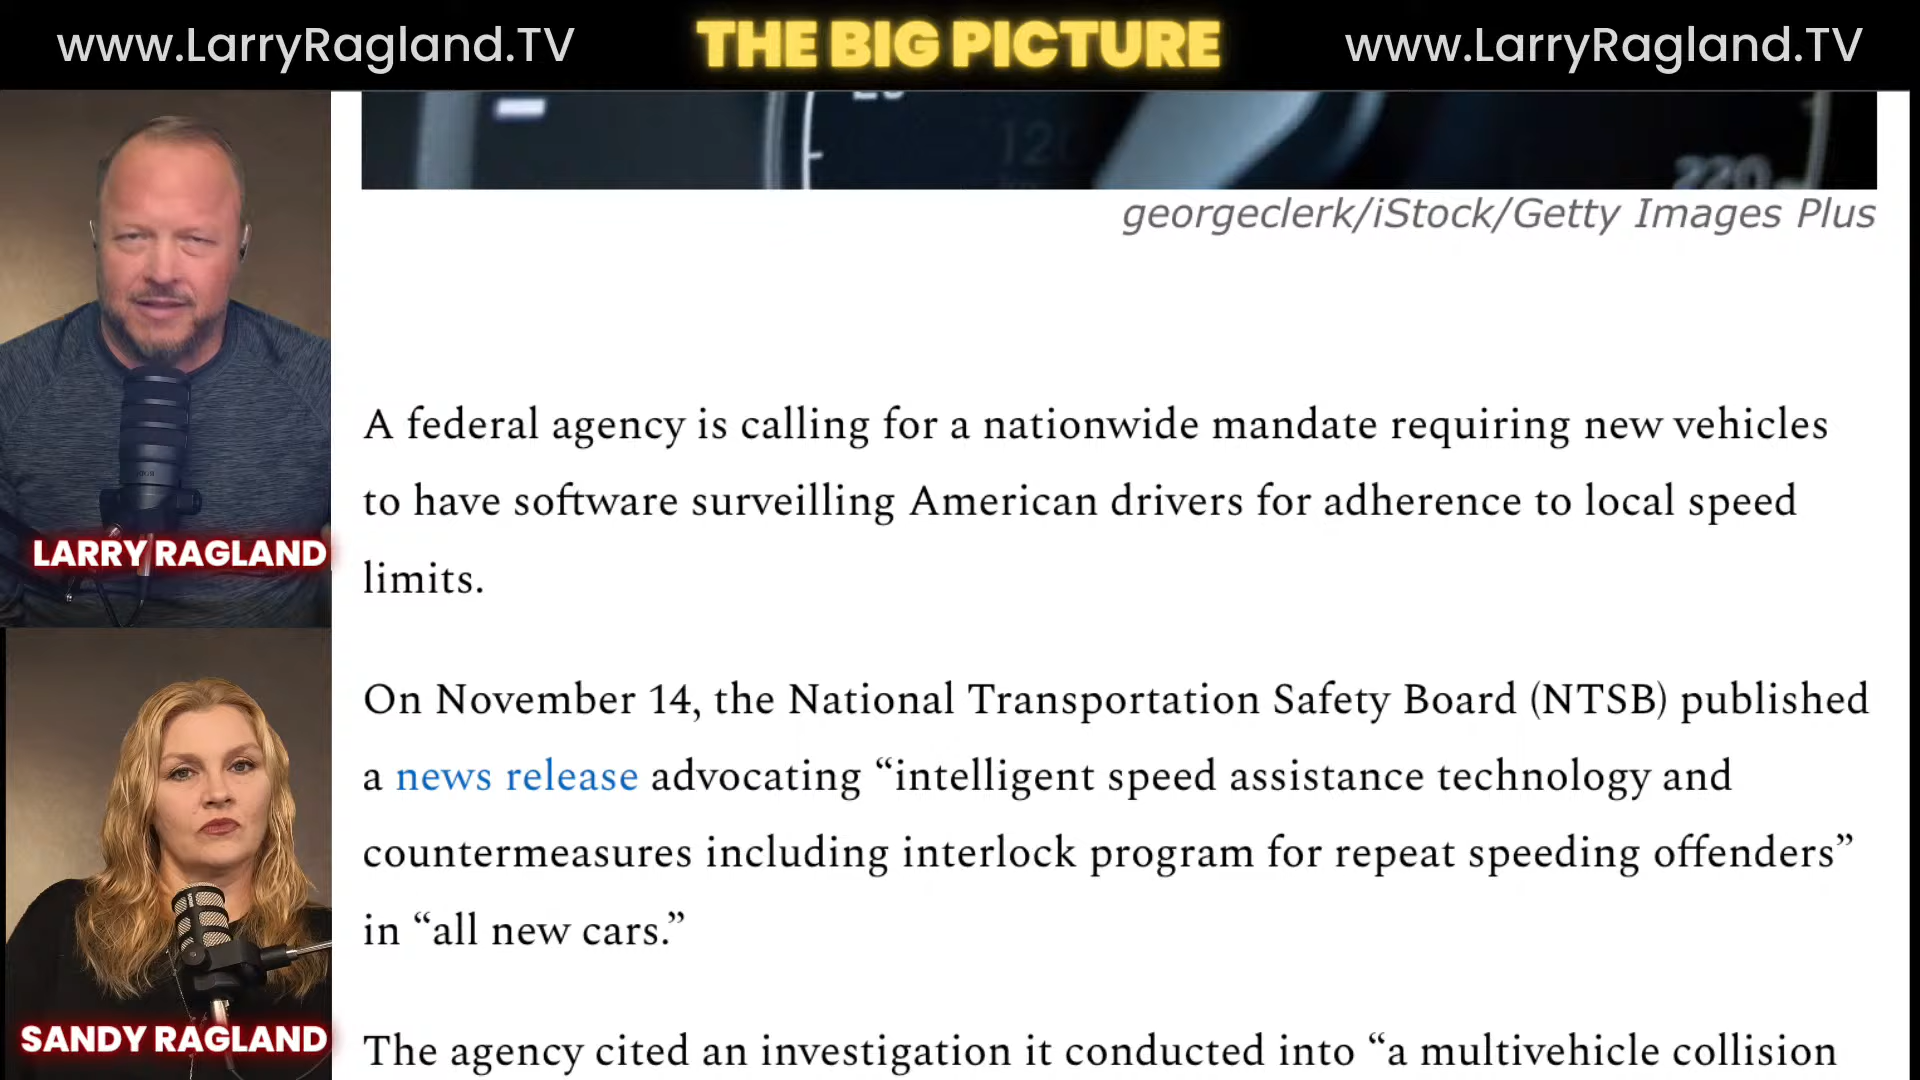 www.LarryRagland.TV
THE BIG PICTURE
www.LarryRagland.TV
120
220
georgeclerk/iStock/Getty Images Plus
A federal agency is calling for a nationwide mandate requiring new vehicles
to have software surveilling American drivers for adherence to local speed
limits.
On November 14, the National Transportation Safety Board (NTSB) published
a news release advocating “intelligent speed assistance technology and
countermeasures including interlock program for repeat speeding offenders”
in “all new cars.”
The agency cited an investigation it conducted into “a multivehicle collision
LARRY RAGLAND
SANDY RAGLAND